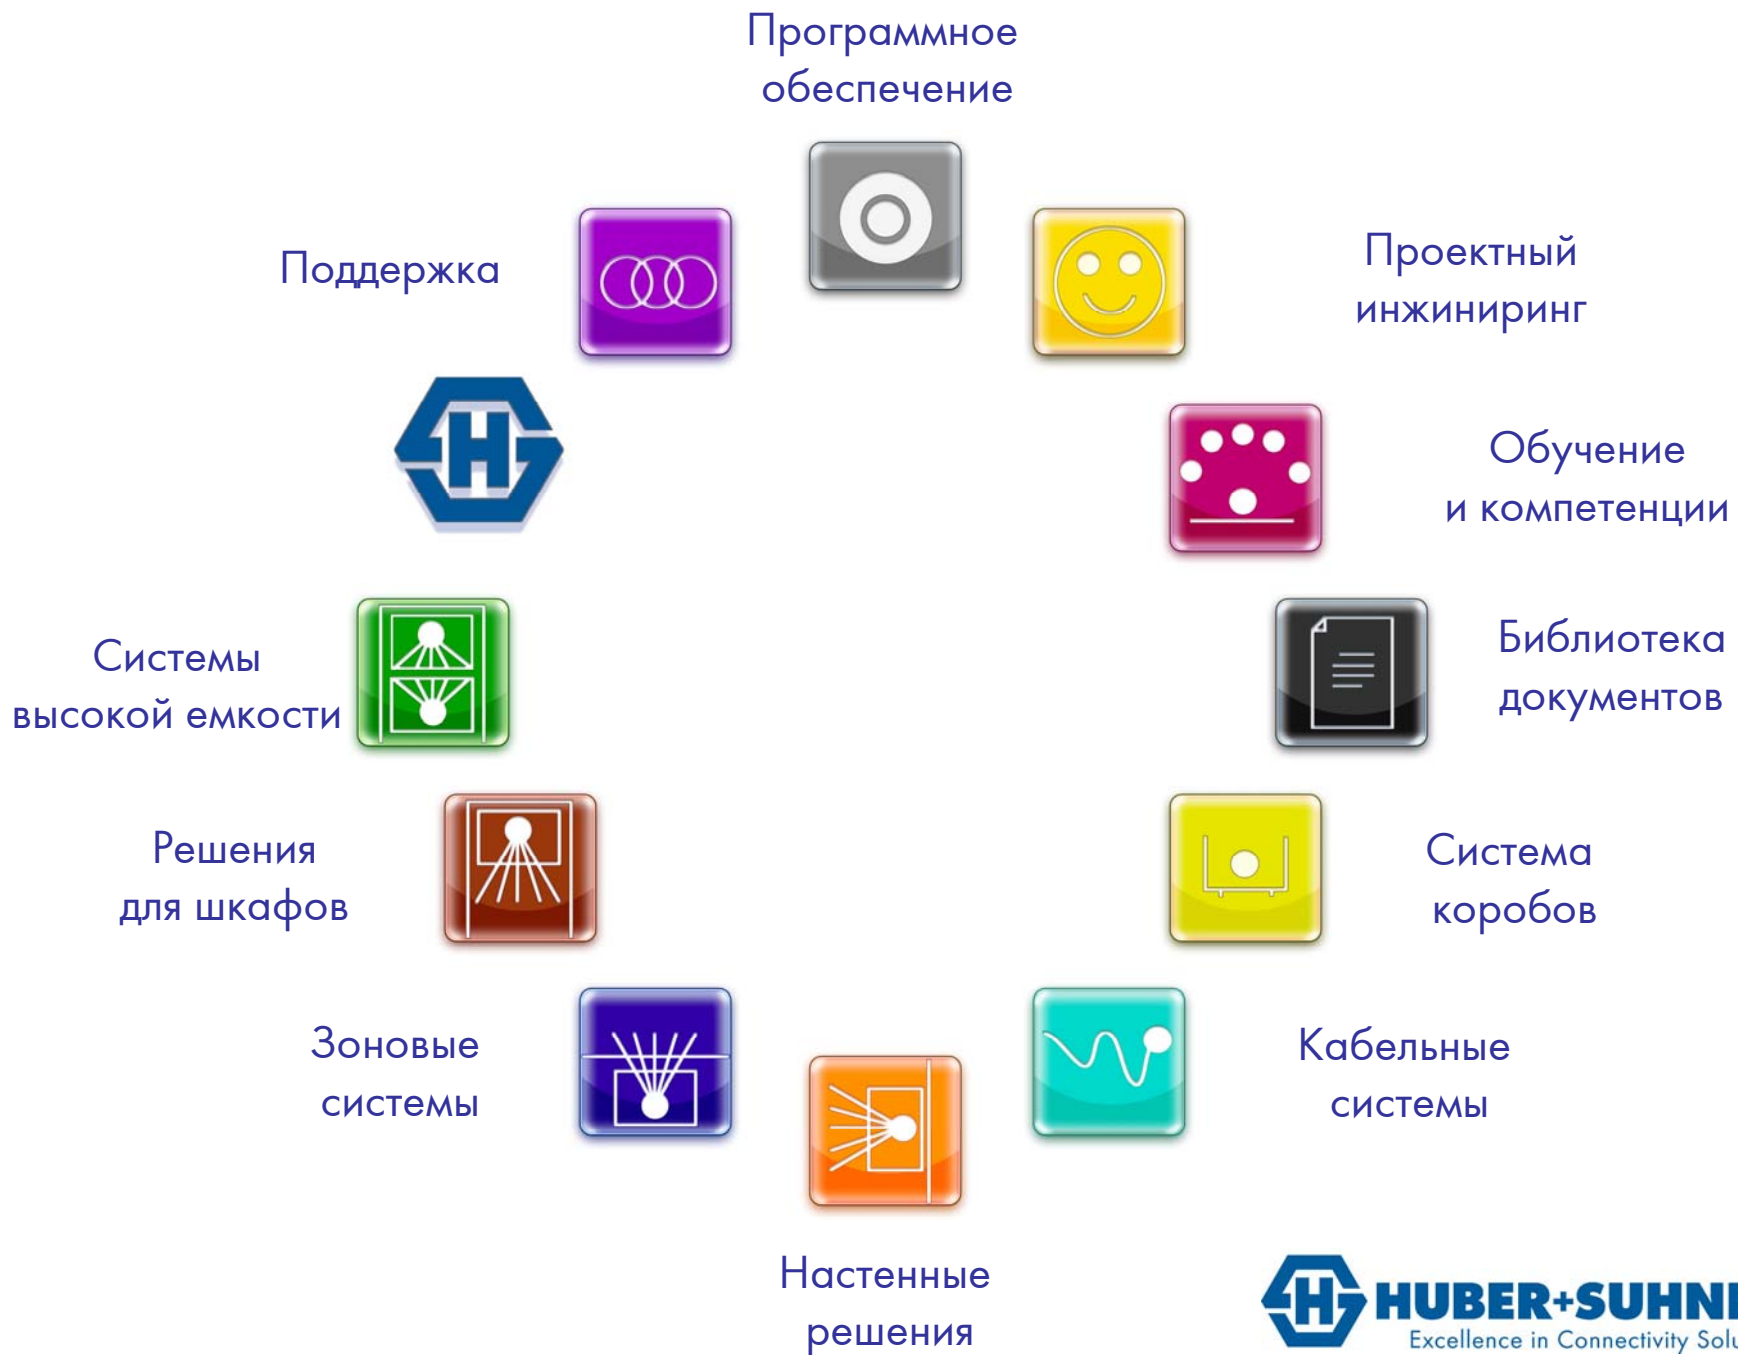 Программное
обеспечение
Поддержка
Проектный
инжиниринг
Обучение
и компетенции
Системы
высокой емкости
Библиотека
документов
Решения
для шкафов
Система
коробов
Зоновые
системы
Кабельные
системы
Настенные
решения
HUBER+SUHN
Excellence in Connectivity Solu